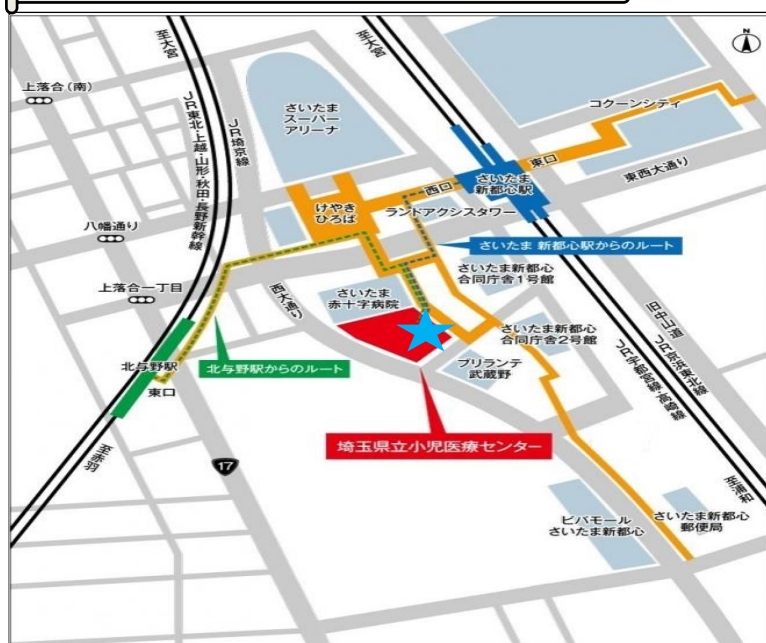 N
至大宮
至大宮
上落合(南)
JR東北・上越・山形・秋田・長野新幹線
JR埼京線
さいたま
スーパー
アリーナ
コクーンシティ
東口
西口
さいたま
新都心駅
東西大通り
けやき
ひろば
ランドアクシスタワー
八幡通り
さいたま 新都心駅からのルート
上落合一丁目
西大通り
さいたま
赤十字病院
さいたま新都心
合同庁舎1号館
旧中山道
さいたま新都心
合同庁舎2号館
JR京浜東北線
JR宇都宮線・高崎線
北与野駅
東口
北与野駅からのルート
ブリランテ
武蔵野
埼玉県立小児医療センター
至赤羽
17
至浦和
ビバモール
さいたま新都心
さいたま新都心
郵便局